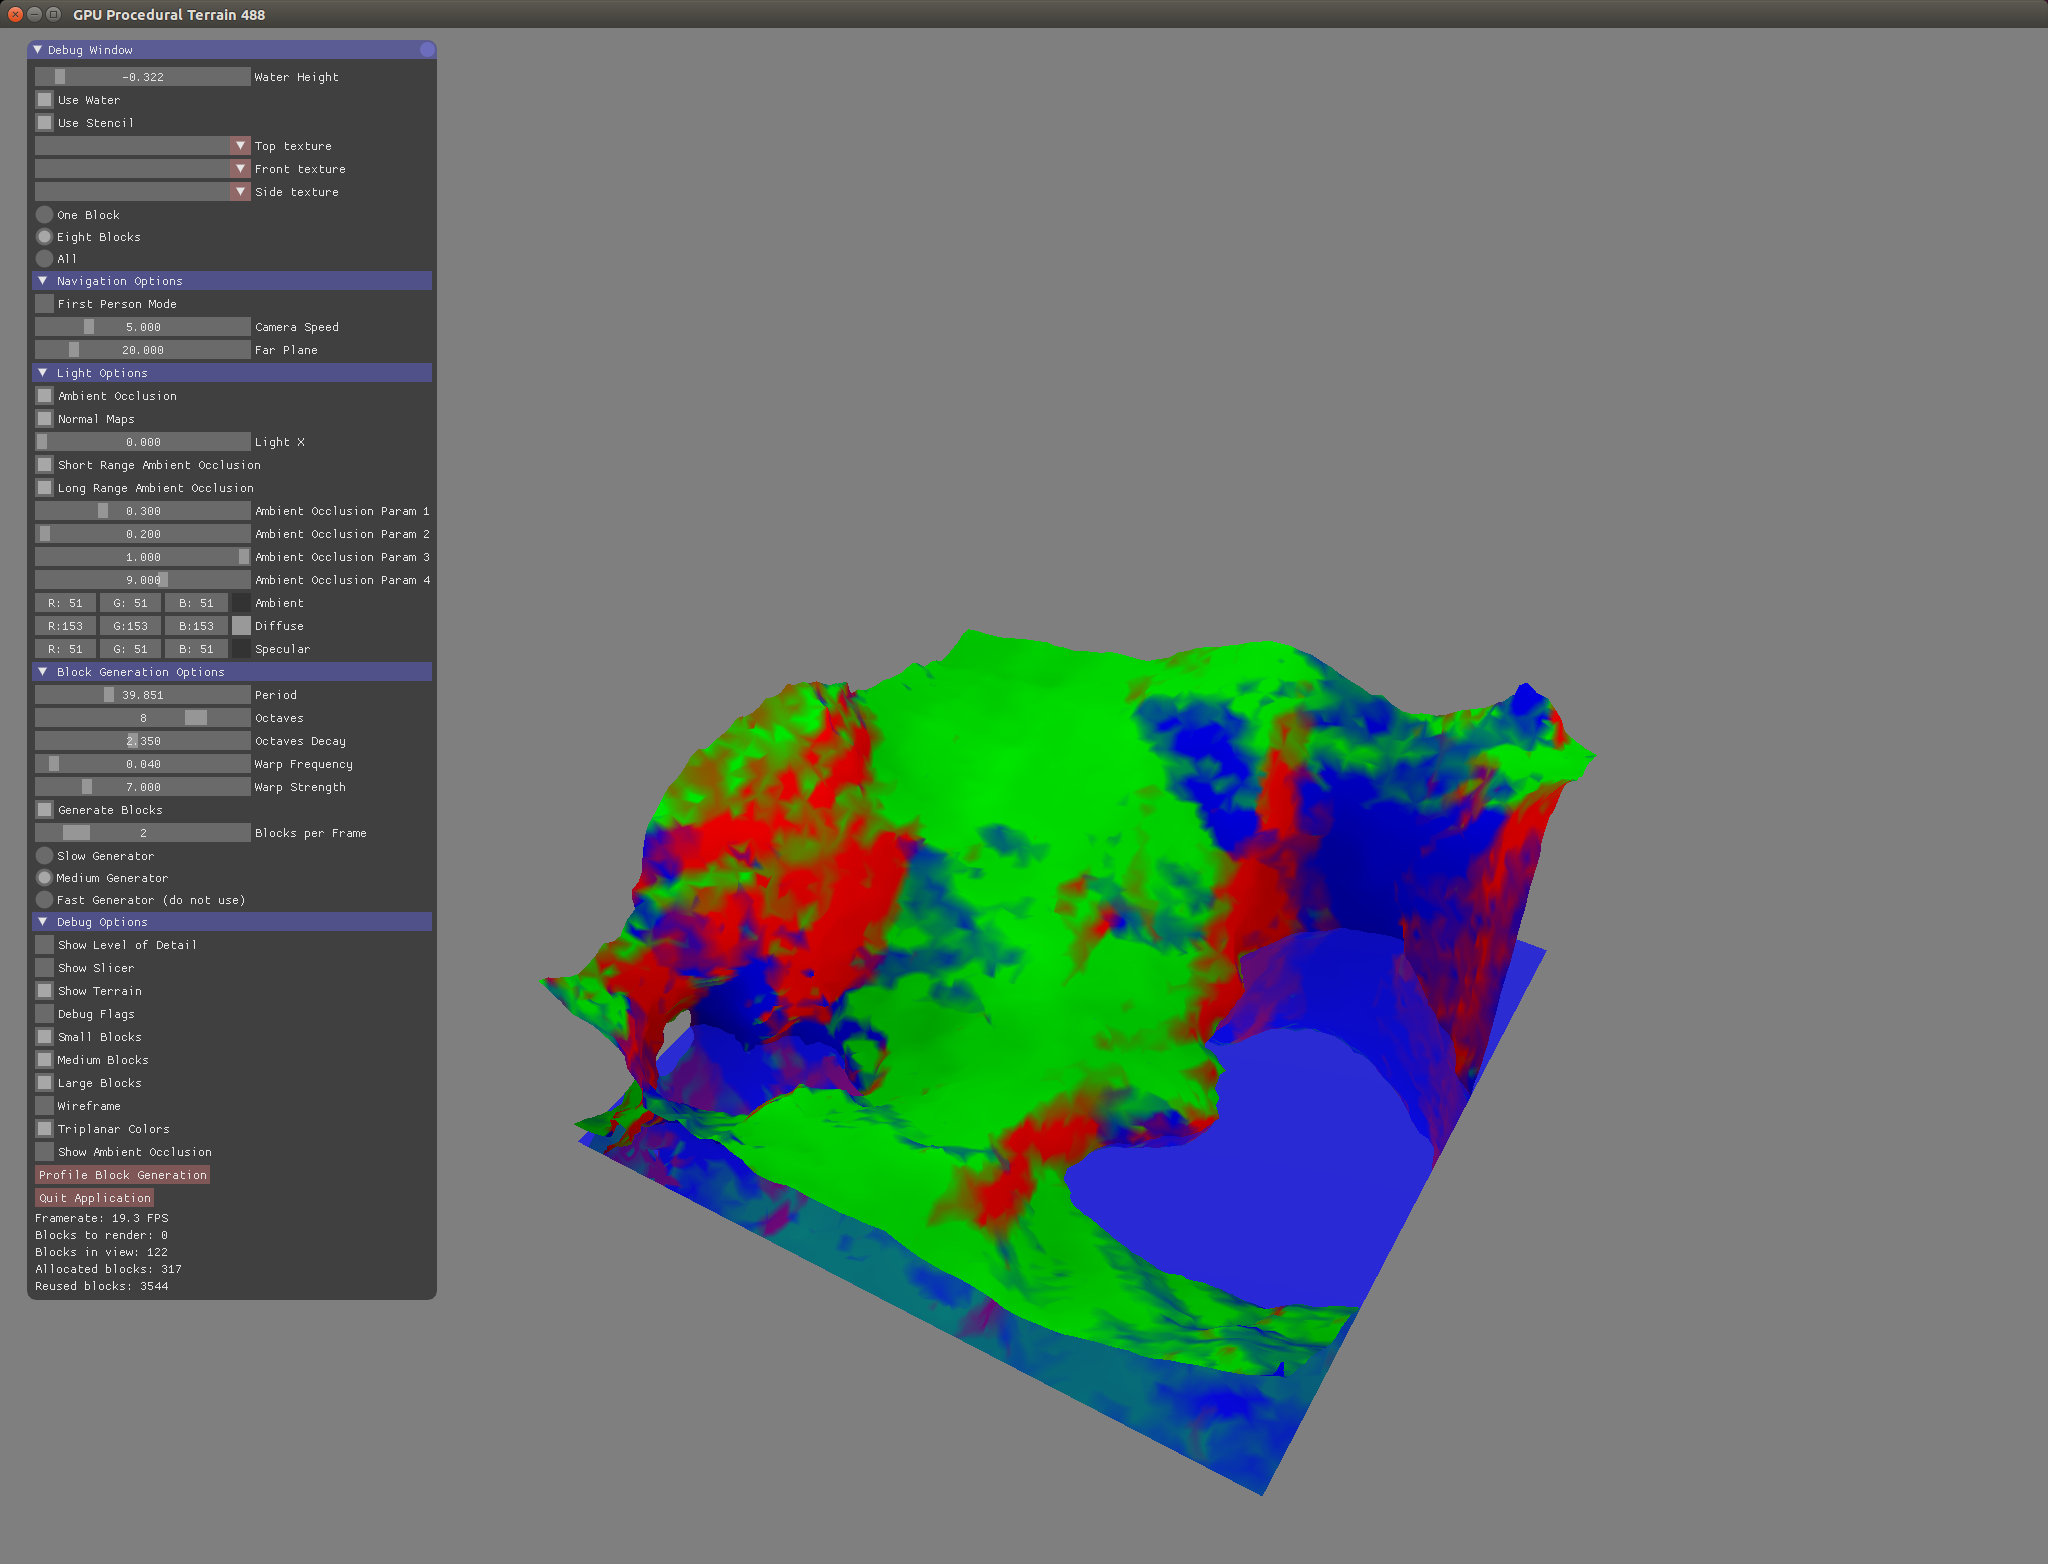 GPU Procedural Terrain 488
Debug Window
-0.322 Water Height
Use Water
Use Stencil
Top texture
Front texture
Side texture
One Block
Eight Blocks
All
Navigation Options
First Person Mode
5.000 Camera Speed
20.000 Far Plane
Light Options
Ambient Occlusion
Normal Maps
0.000 Light X
Short Range Ambient Occlusion
Long Range Ambient Occlusion
0.300 Ambient Occlusion Param 1
0.200 Ambient Occlusion Param 2
1.000 Ambient Occlusion Param 3
9.000 Ambient Occlusion Param 4
R: 51 G: 51 B: 51 Ambient
R:153 G:153 B:153 Diffuse
R: 51 G: 51 B: 51 Specular
Block Generation Options
39.851 Period
8 Octaves
2.350 Octaves Decay
0.040 Warp Frequency
7.000 Warp Strength
Generate Blocks
2 Blocks per Frame
Slow Generator
Medium Generator
Fast Generator (do not use)
Debug Options
Show Level of Detail
Show Slicer
Show Terrain
Debug Flags
Small Blocks
Medium Blocks
Large Blocks
Wireframe
Triplanar Colors
Show Ambient Occlusion
Profile Block Generation
Quit Application
Framerate: 19.3 FPS
Blocks to render: 0
Blocks in view: 122
Allocated blocks: 317
Reused blocks: 3544